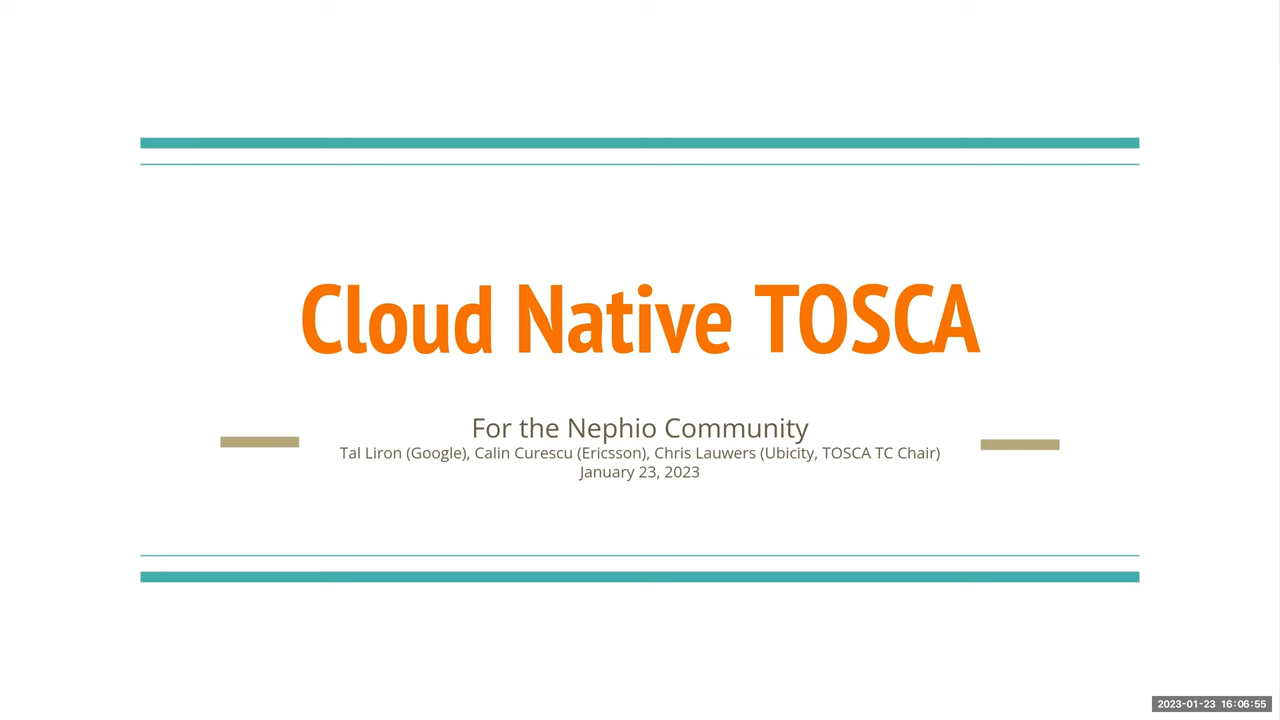 Cloud Native TOSCA
For the Nephio Community
Tal Liron (Google), Calin Curescu (Ericsson), Chris Lauwers (Ubicity, TOSCA TC Chair)
January 23, 2023
2023-01-23 16:06:55